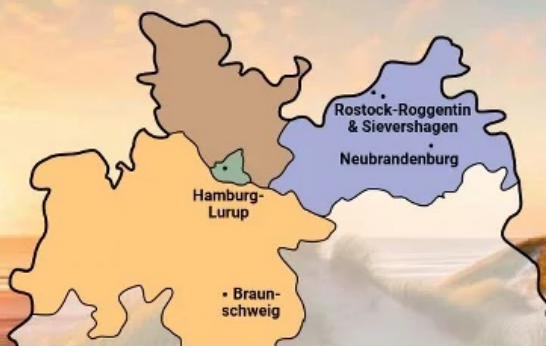 Rostock-Roggentin
& Sievershagen
Neubrandenburg
Hamburg-
Lurup
Braun-
schweig